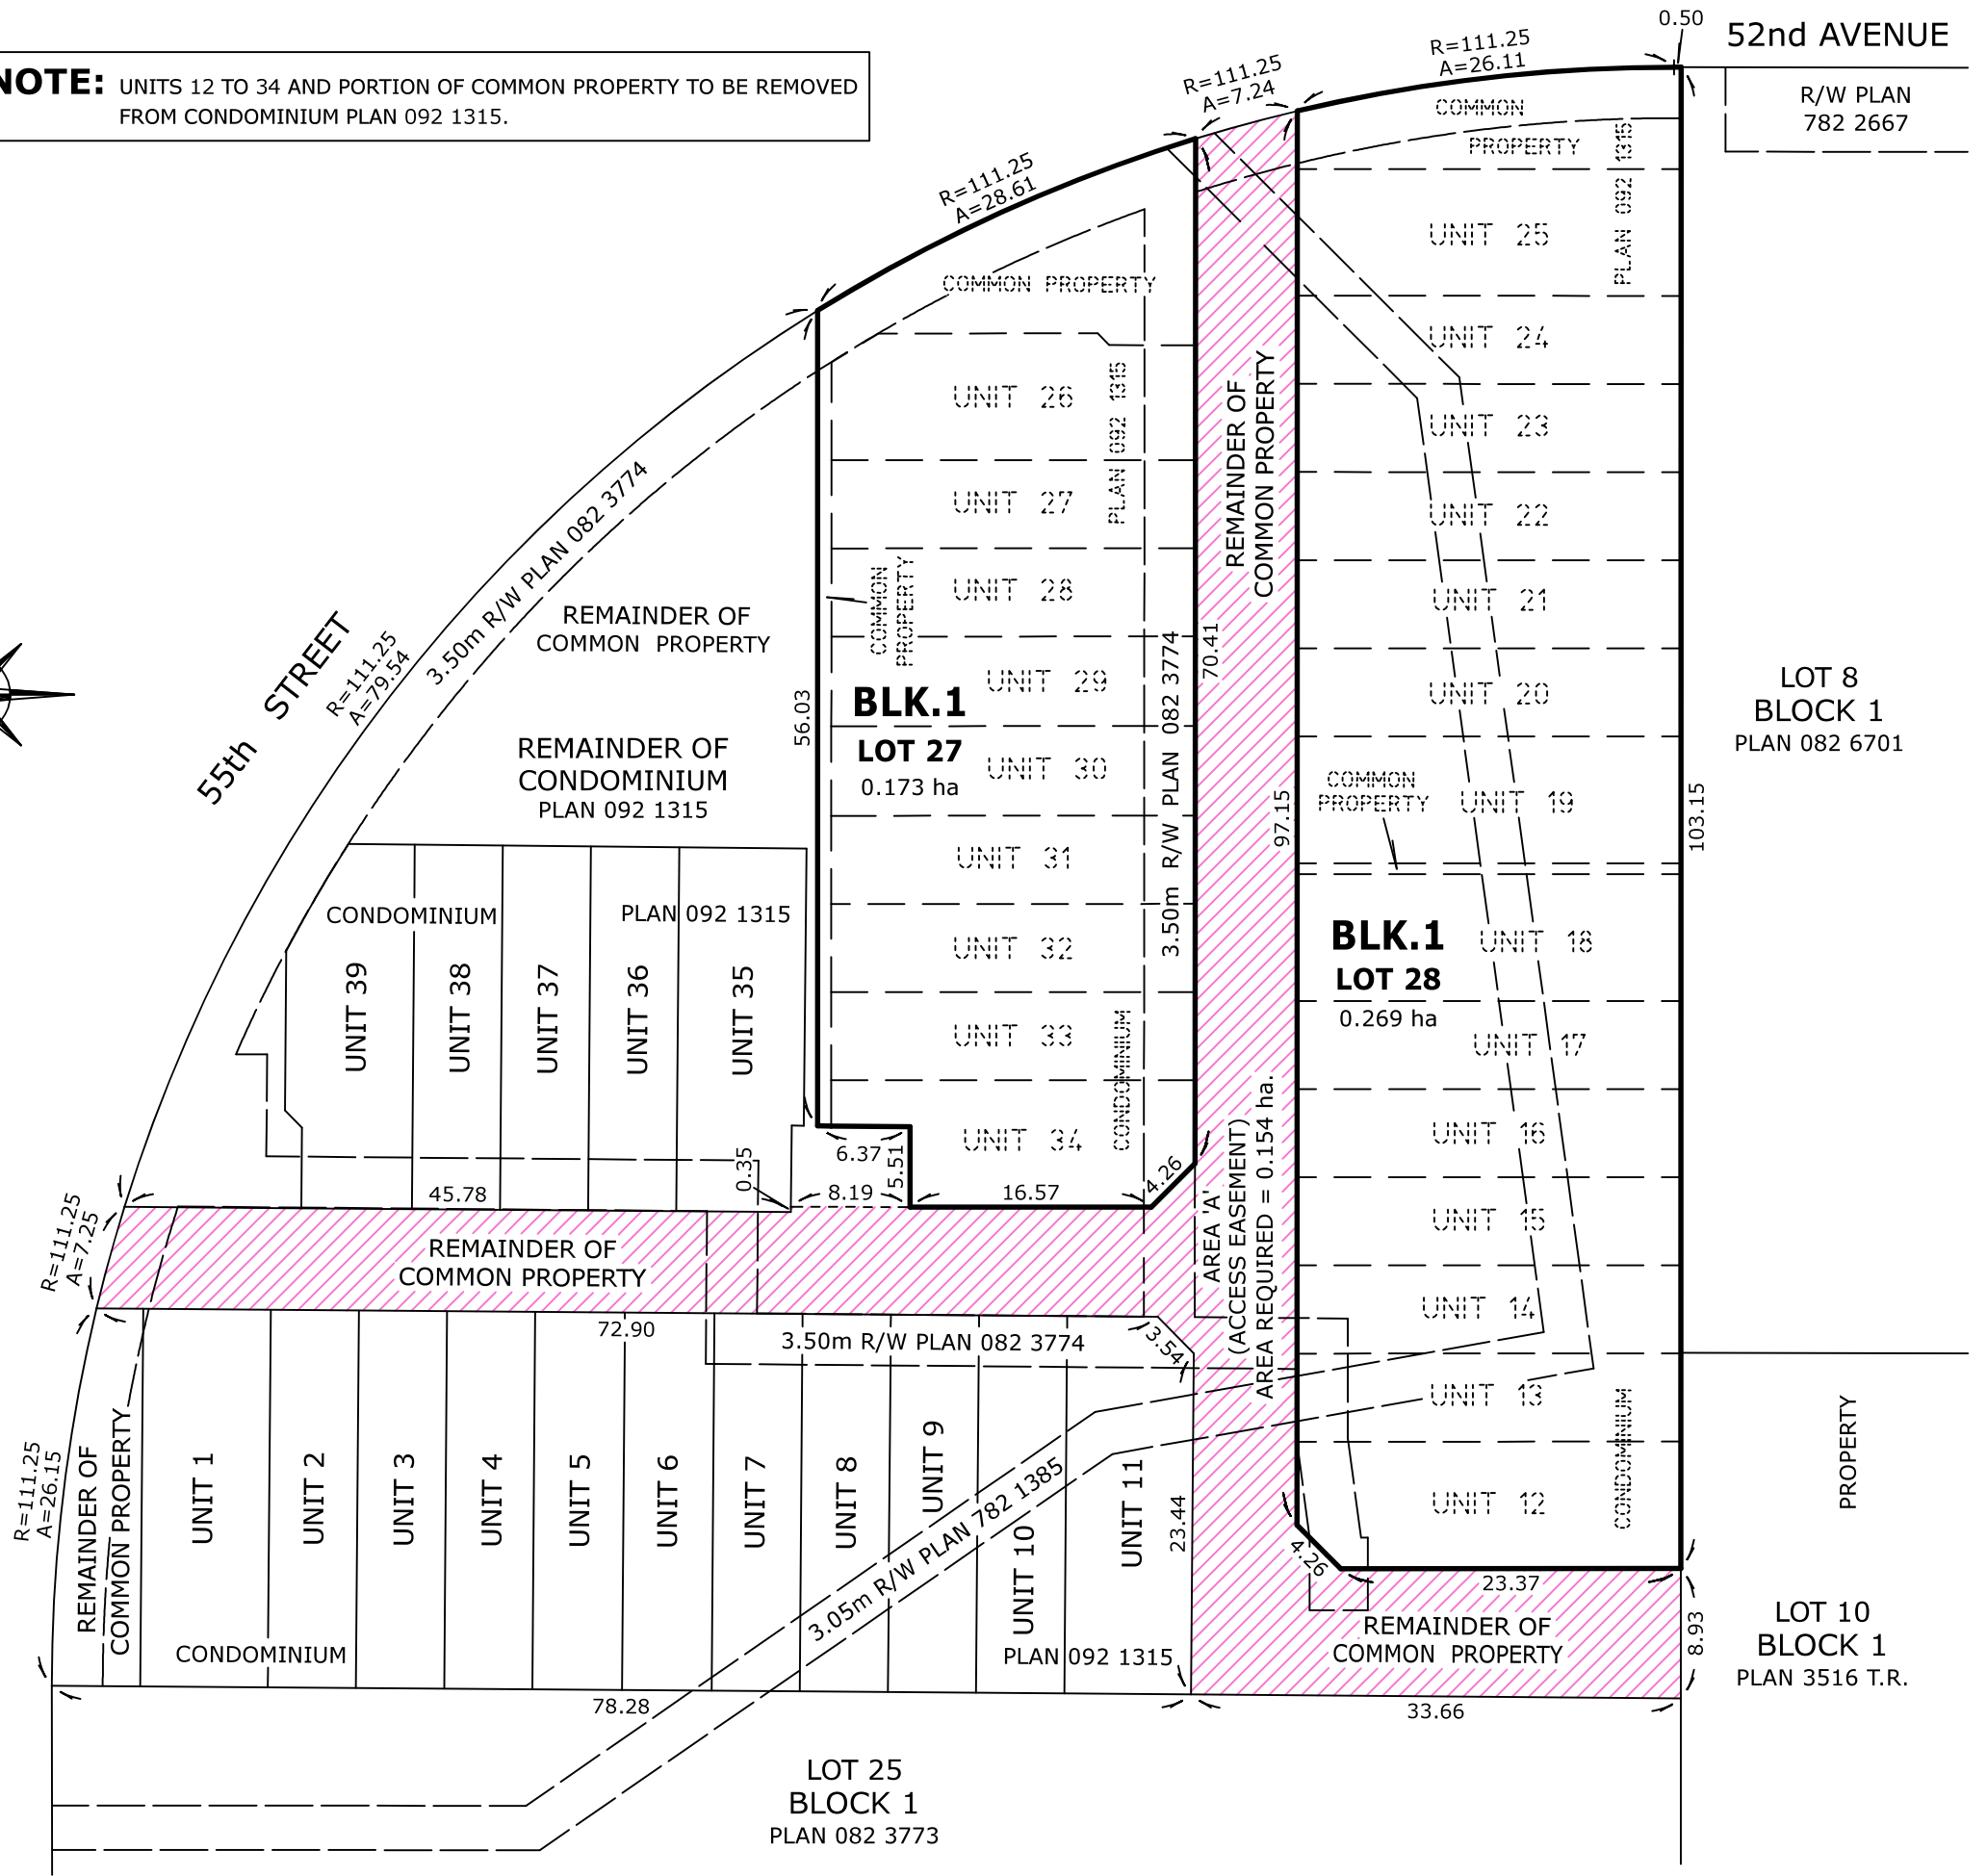 NOTE: UNITS 12 TO 34 AND PORTION OF COMMON PROPERTY TO BE REMOVED
FROM CONDOMINIUM PLAN 092 1315.
0.50
52nd AVENUE
R/W PLAN
782 2667
R=111.25
A=26.11
R=111.25
A=7.24
R=111.25
A=28.61
COMMON
PROPERTY
PLAN 092 1315
UNIT 25
UNIT 24
UNIT 23
UNIT 22
UNIT 21
UNIT 20
COMMON
PROPERTY
UNIT 19
BLK.1
LOT 28
0.269 ha
UNIT 18
UNIT 17
UNIT 16
UNIT 15
UNIT 14
UNIT 13
UNIT 12
CONDOMINIUM
97.15
103.15
4.26
23.37
8.93
33.66
COMMON PROPERTY
UNIT 26
PLAN 092 1315
UNIT 27
COMMON
PROPERTY
UNIT 28
UNIT 29
BLK.1
LOT 27
0.173 ha
UNIT 30
UNIT 31
UNIT 32
UNIT 33
UNIT 34
CONDOMINIUM
3.50m R/W PLAN 082 3774
70.41
56.03
6.37
5.51
8.19
16.57
4.26
0.35
REMAINDER OF
COMMON PROPERTY
AREA 'A'
(ACCESS EASEMENT)
AREA REQUIRED = 0.154 ha.
55th STREET
R=111.25
A=79.54
3.50m R/W PLAN 082 3774
REMAINDER OF
COMMON PROPERTY
REMAINDER OF
CONDOMINIUM
PLAN 092 1315
CONDOMINIUM PLAN 092 1315
UNIT 39
UNIT 38
UNIT 37
UNIT 36
UNIT 35
45.78
R=111.25
A=7.25
REMAINDER OF
COMMON PROPERTY
72.90
3.50m R/W PLAN 082 3774
3.54
R=111.25
A=26.15
REMAINDER OF
COMMON PROPERTY
UNIT 1
UNIT 2
UNIT 3
UNIT 4
UNIT 5
UNIT 6
UNIT 7
UNIT 8
UNIT 9
UNIT 10
UNIT 11
23.44
3.05m R/W PLAN 782 1385
CONDOMINIUM
PLAN 092 1315
78.28
REMAINDER OF
COMMON PROPERTY
LOT 8
BLOCK 1
PLAN 082 6701
PROPERTY
LOT 10
BLOCK 1
PLAN 3516 T.R.
LOT 25
BLOCK 1
PLAN 082 3773